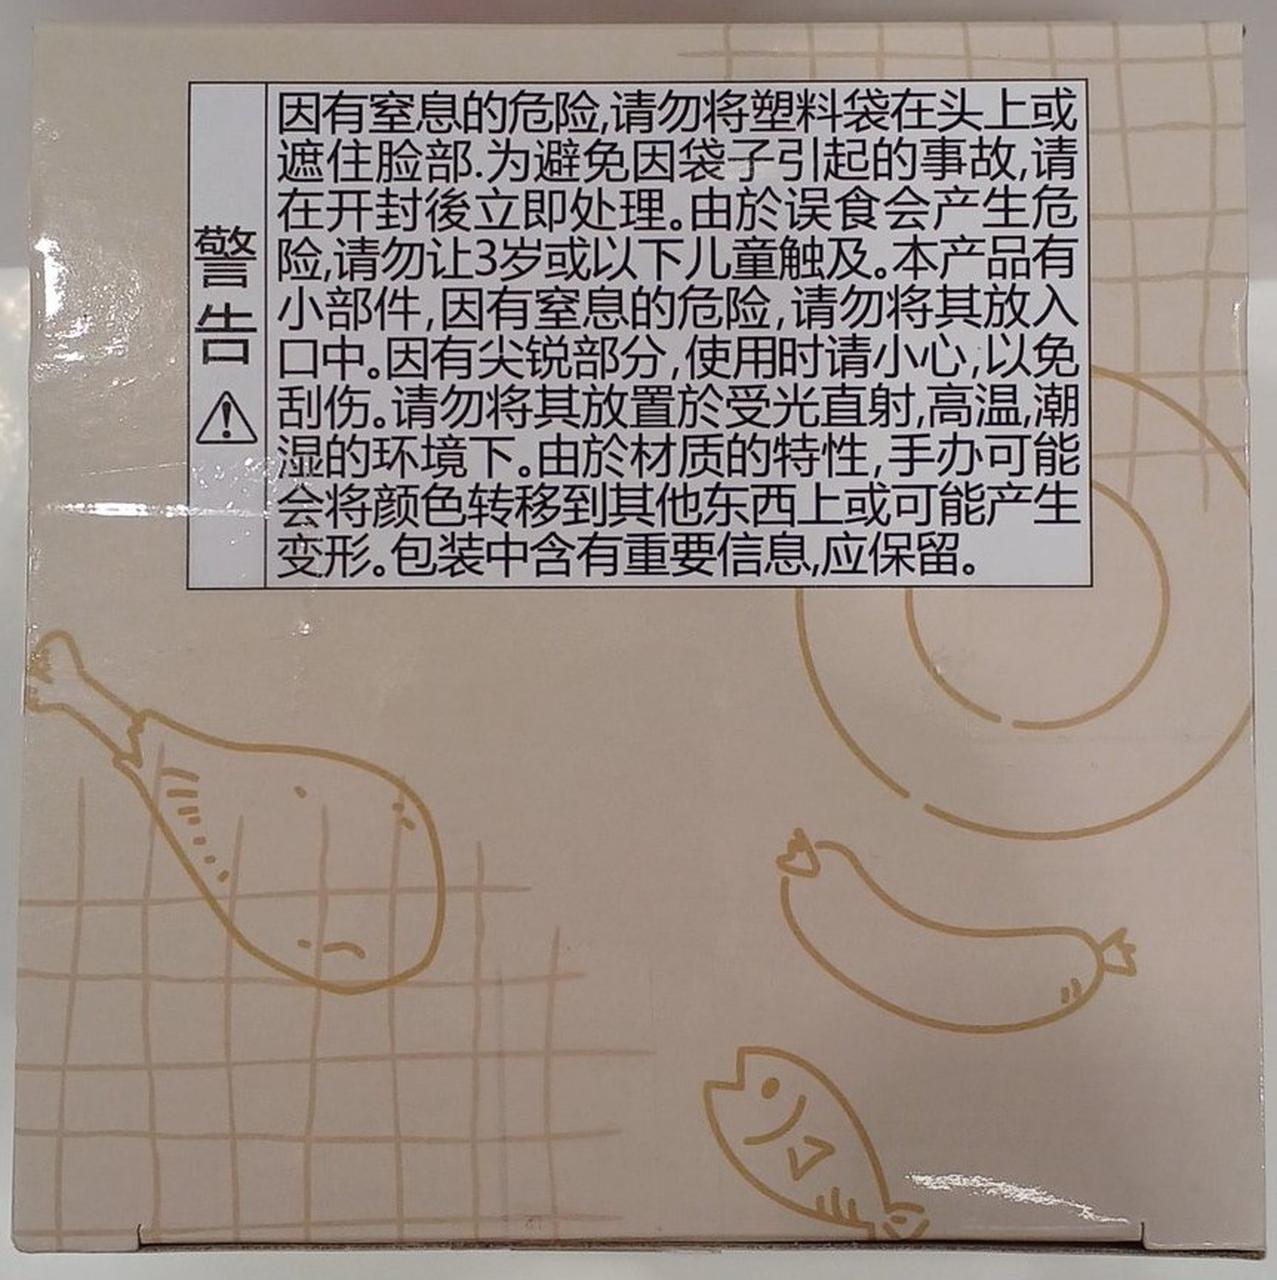 警告
因有窒息的危险,请勿将塑料袋在头上或
遮住脸部.为避免因袋子引起的事故,请
在开封後立即处理。由於误食会产生危
险,请勿让3岁或以下儿童触及。本产品有
小部件,因有窒息的危险,请勿将其放入
口中。因有尖锐部分,使用时请小心,以免
刮伤。请勿将其放置於受光直射,高温,潮
湿的环境下。由於材质的特性,手办可能
会将颜色转移到其他东西上或可能产生
变形。包装中含有重要信息,应保留。